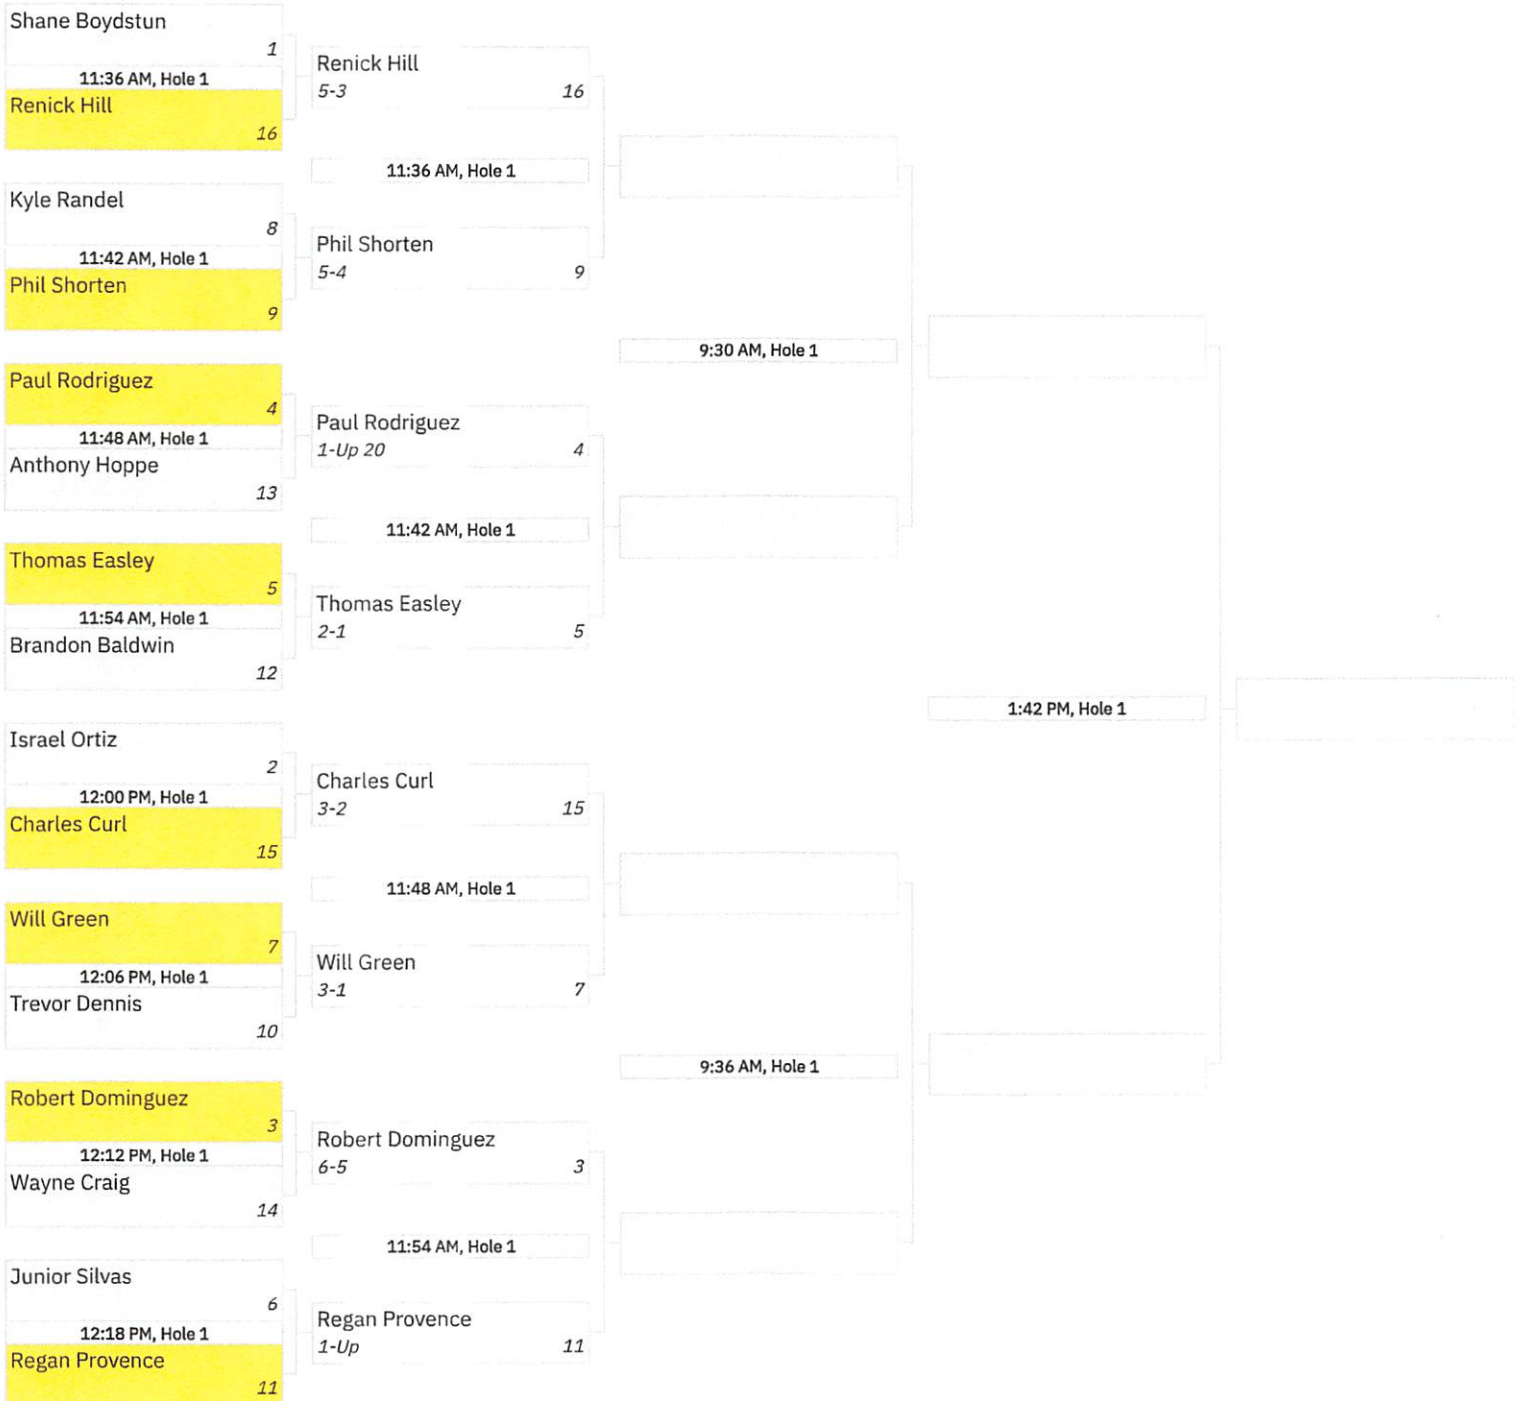 Shane Boydstun
1
11:36 AM, Hole 1
Renick Hill
16
Kyle Randel
8
11:42 AM, Hole 1
Phil Shorten
9
Paul Rodriguez
4
11:48 AM, Hole 1
Anthony Hoppe
13
Thomas Easley
5
11:54 AM, Hole 1
Brandon Baldwin
12
Israel Ortiz
2
12:00 PM, Hole 1
Charles Curl
15
Will Green
7
12:06 PM, Hole 1
Trevor Dennis
10
Robert Dominguez
3
12:12 PM, Hole 1
Wayne Craig
14
Junior Silvas
6
12:18 PM, Hole 1
Regan Provence
11
Renick Hill
5-3 16
11:36 AM, Hole 1
Phil Shorten
5-4 9
Paul Rodriguez
1-Up 20 4
11:42 AM, Hole 1
Thomas Easley
2-1 5
Charles Curl
3-2 15
11:48 AM, Hole 1
Will Green
3-1 7
Robert Dominguez
6-5 3
11:54 AM, Hole 1
Regan Provence
1-Up 11
9:30 AM, Hole 1
9:36 AM, Hole 1
1:42 PM, Hole 1